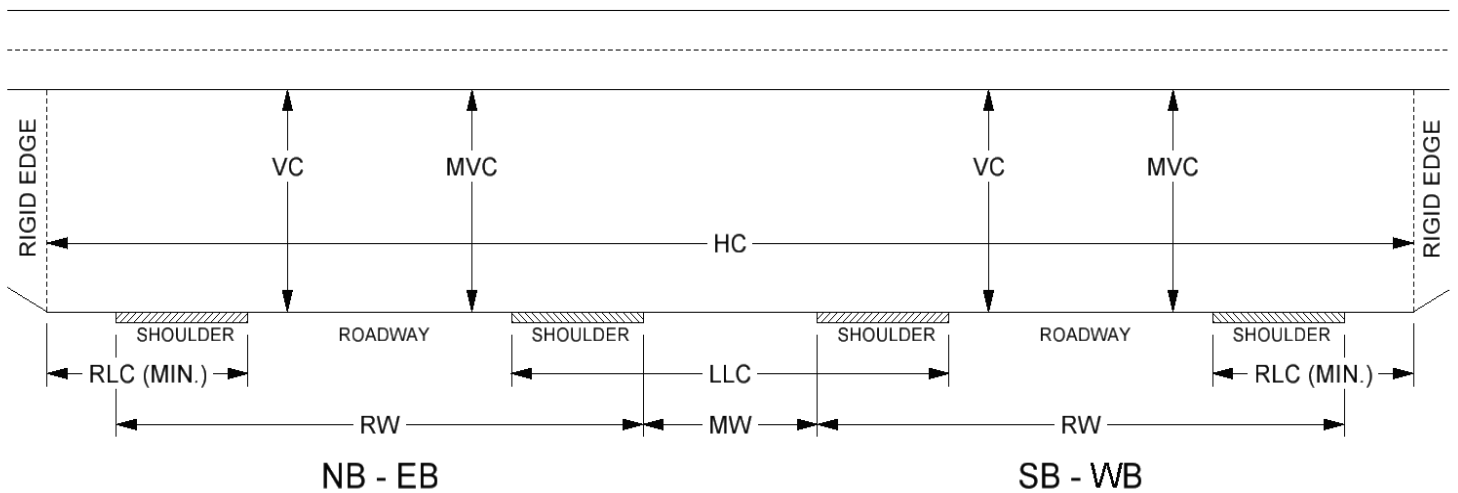 RIGID EDGE
VC
MVC
VC
MVC
RIGID EDGE
HC
SHOULDER
ROADWAY
SHOULDER
SHOULDER
ROADWAY
SHOULDER
RLC (MIN.)
LLC
RLC (MIN.)
RW
MW
RW
NB - EB
SB - WB